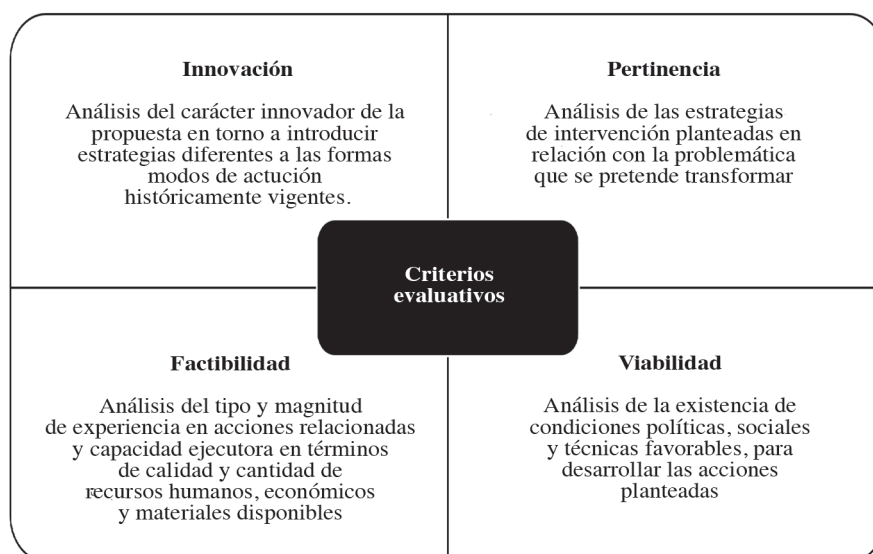 Innovación
Análisis del carácter innovador de la
propuesta en torno a introducir
estrategias diferentes a las formas
modos de actución
históricamente vigentes.
Pertinencia
Análisis de las estrategias
de intervención planteadas en
relación con la problemática
que se pretende transformar
Criterios
evaluativos
Factibilidad
Análisis del tipo y magnitud
de experiencia en acciones relacionadas
y capacidad ejecutora en términos
de calidad y cantidad de
recursos humanos, económicos
y materiales disponibles
Viabilidad
Análisis de la existencia de
condiciones políticas, sociales
y técnicas favorables, para
desarrollar las acciones
planteadas